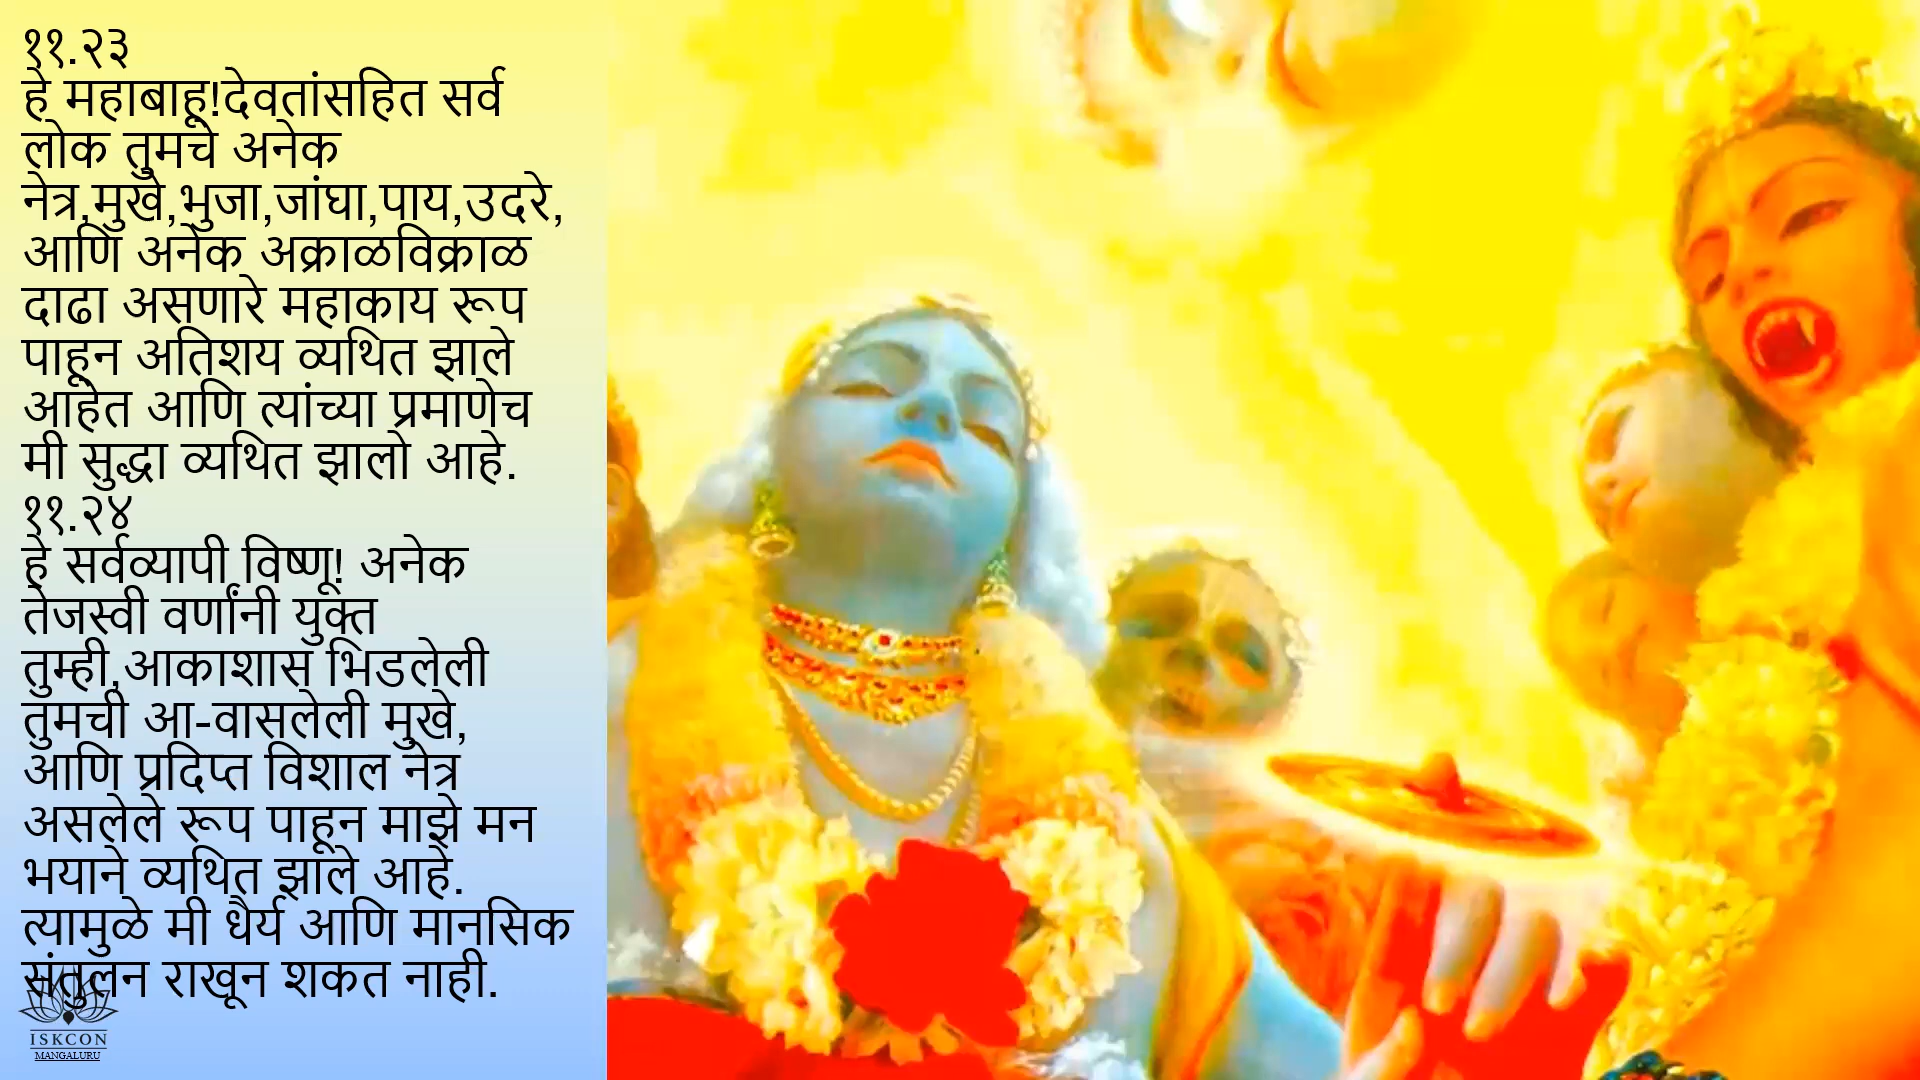 ११.२३
हे महाबाहू!देवतांसहित सर्व
लोक तुमचे अनेक
नेत्र,मुखे,भुजा,जांघा,पाय,उदरे,
आणि अनेक अक्राळविक्राळ
दाढा असणारे महाकाय रूप
पाहून अतिशय व्यथित झाले
आहेत आणि त्यांच्या प्रमाणेच
मी सुद्धा व्यथित झालो आहे.
११.२४
हे सर्वव्यापी विष्णू! अनेक
तेजस्वी वर्णांनी युक्त
तुम्ही,आकाशास भिडलेली
तुमची आ-वासलेली मुखे,
आणि प्रदिप्त विशाल नेत्र
असलेले रूप पाहून माझे मन
भयाने व्यथित झाले आहे.
त्यामुळे मी धैर्य आणि मानसिक
संतुलन राखून शकत नाही.
ISKCON
MANGALURU